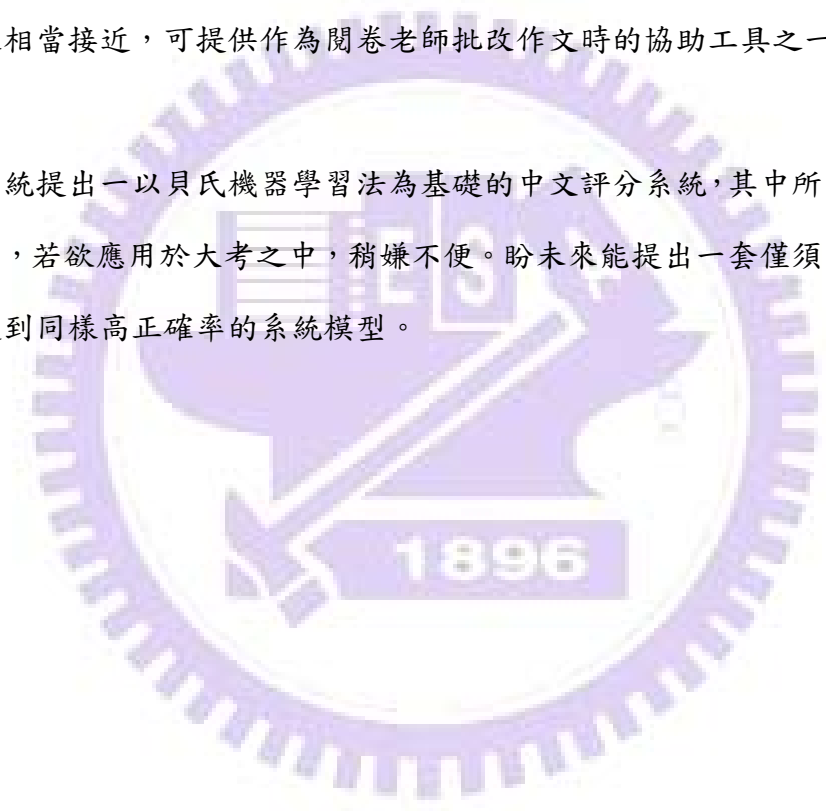 相當接近，可提供作為閱卷老師批改作文時的協助工具之一
統提出一以貝氏機器學習法為基礎的中文評分系統，其中所
，若欲應用於大考之中，稍嫌不便。盼未來能提出一套僅須
到同樣高正確率的系統模型。
ES
1896